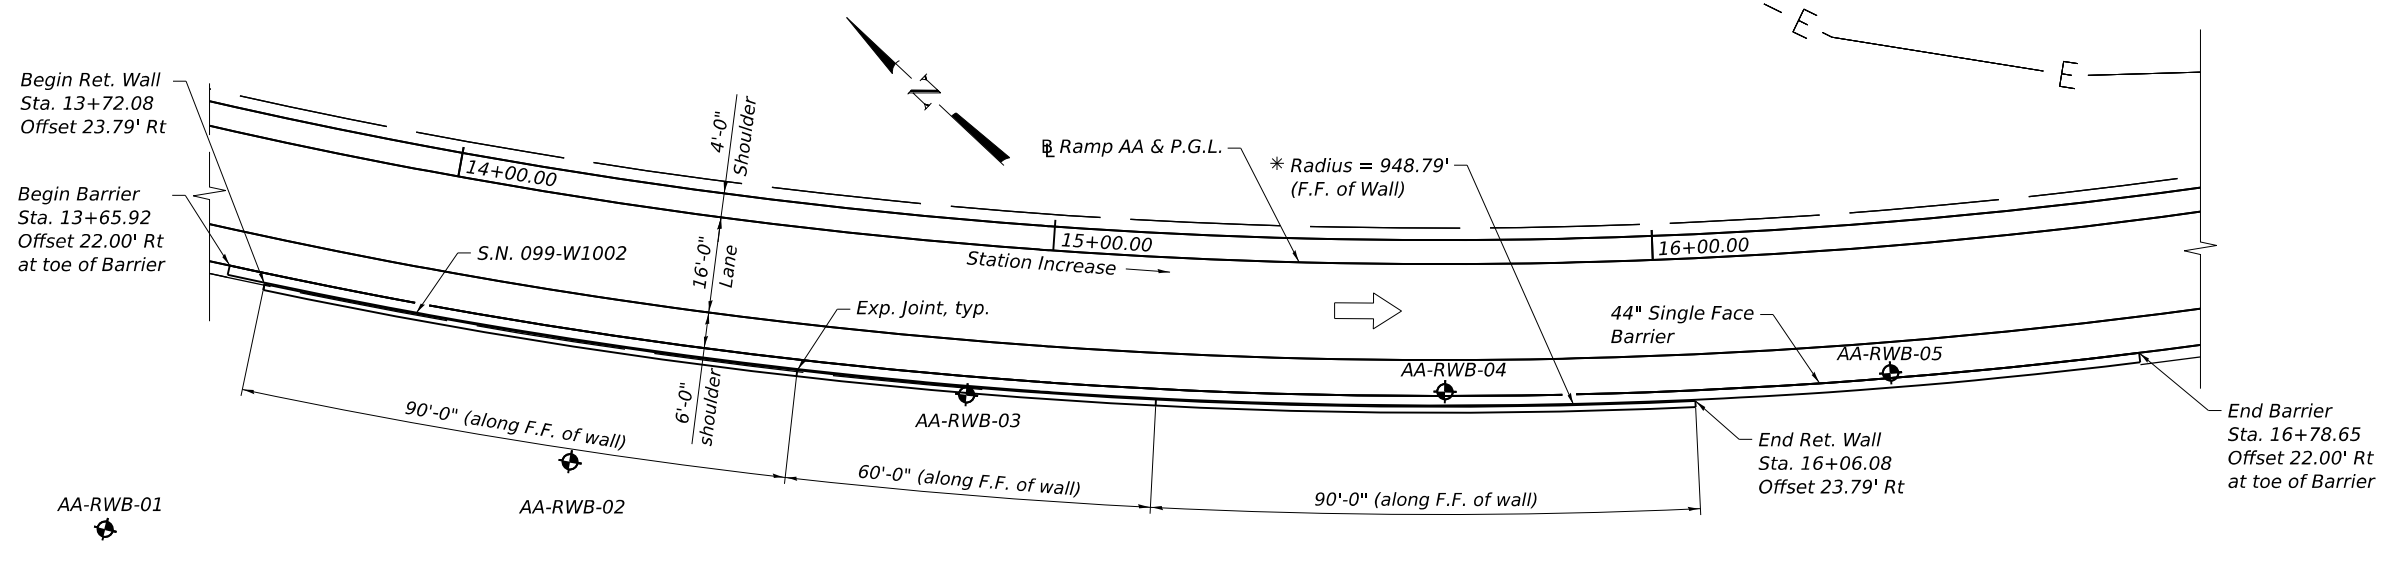 Begin Ret. Wall
Sta. 13+72.08
Offset 23.79' Rt
Begin Barrier
Sta. 13+65.92
Offset 22.00' Rt
at toe of Barrier
14+00.00
4'-0"
Shoulder
N
℄ Ramp AA & P.G.L.
✳ Radius = 948.79'
(F.F. of Wall)
E
E
S.N. 099-W1002
16'-0"
Lane
15+00.00
Station Increase
16+00.00
Exp. Joint, typ.
44" Single Face
Barrier
6'-0"
shoulder
AA-RWB-03
AA-RWB-04
AA-RWB-05
90'-0" (along F.F. of wall)
60'-0" (along F.F. of wall)
90'-0" (along F.F. of wall)
End Ret. Wall
Sta. 16+06.08
Offset 23.79' Rt
End Barrier
Sta. 16+78.65
Offset 22.00' Rt
at toe of Barrier
AA-RWB-01
AA-RWB-02